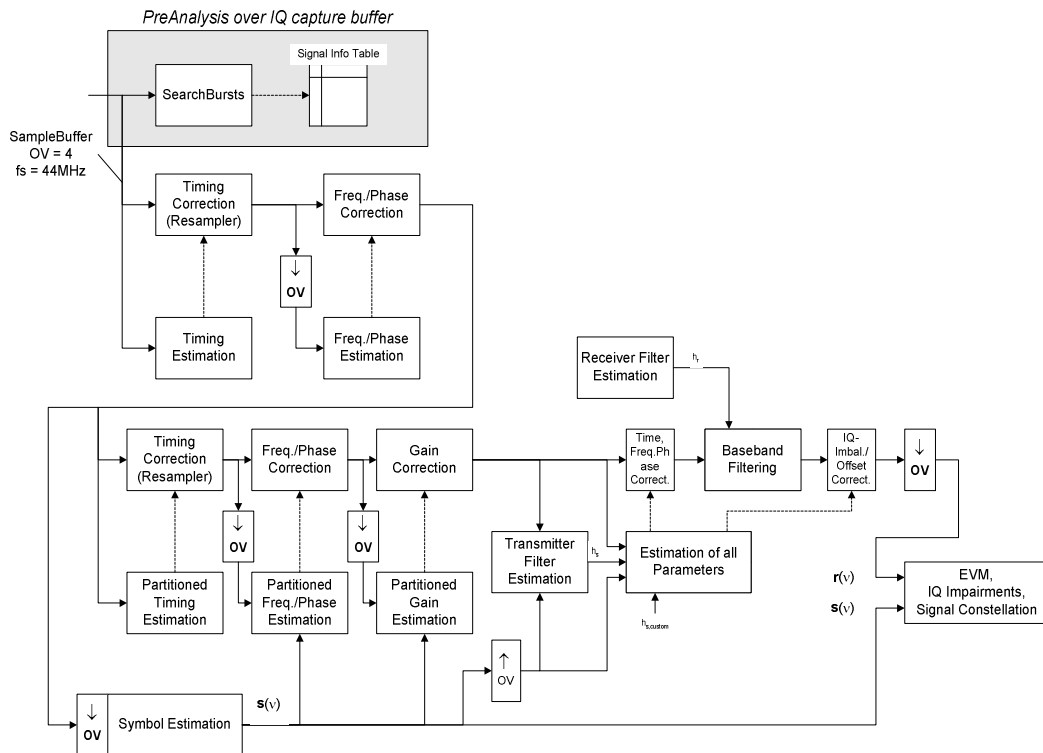 PreAnalysis over IQ capture buffer
Signal Info Table
SearchBursts
SampleBuffer
OV = 4
fs = 44MHz
Timing
Correction
(Resampler)
Freq./Phase
Correction
↓
OV
Timing
Estimation
Freq./Phase
Estimation
Receiver Filter
Estimation
hr
Timing
Correction
(Resampler)
Freq./Phase
Correction
Gain
Correction
Time,
Freq.Ph
ase
Correct.
Baseband
Filtering
IQ-
Imbal./
Offset
Correct.
↓
OV
↓
OV
↓
OV
Transmitter
Filter
Estimation
hs
Estimation of all
Parameters
Partitioned
Timing
Estimation
Partitioned
Freq./Phase
Estimation
Partitioned
Gain
Estimation
hs,custom
r(ν)
s(ν)
EVM,
IQ Impairments,
Signal Constellation
↑
OV
↓
OV
Symbol Estimation
s(ν)